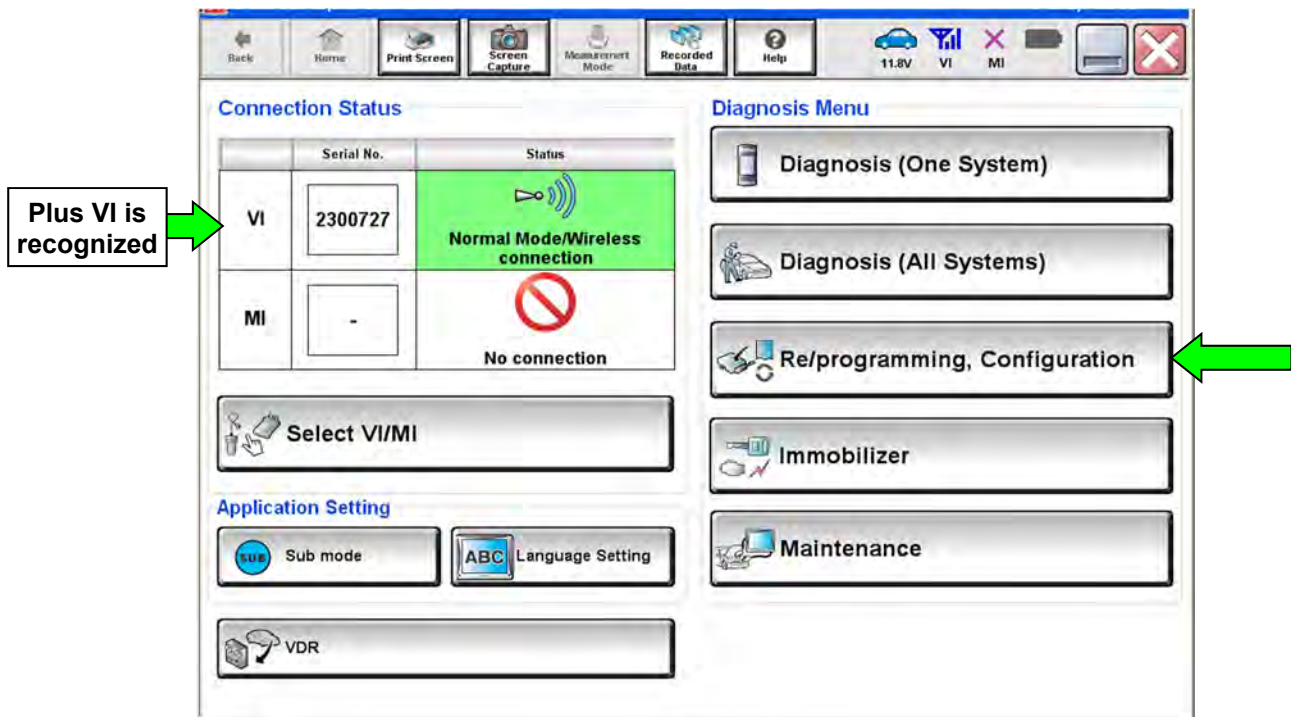 Back
Home
Print Screen
Screen
Capture
Measurement
Mode
Recorded
Data
Help
11.8V
VI
MI
Connection Status
Serial No.
Status
VI
2300727
Normal Mode/Wireless
connection
MI
-
No connection
Plus VI is
recognized
Select VI/MI
Application Setting
SUB
Sub mode
ABC
Language Setting
VDR
Diagnosis Menu
Diagnosis (One System)
Diagnosis (All Systems)
Re/programming, Configuration
Immobilizer
Maintenance